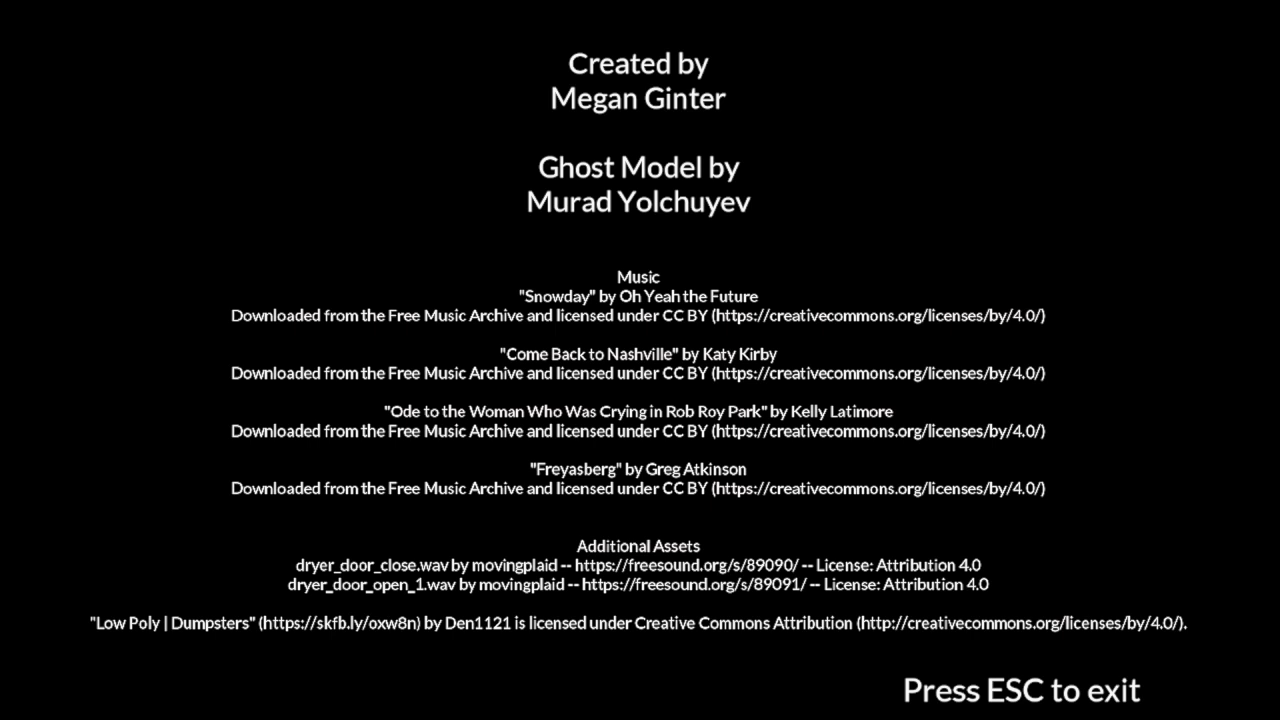 Created by
Megan Ginter
Ghost Model by
Murad Yolchuyev
Music
"Snowday" by Oh Yeah the Future
Downloaded from the Free Music Archive and licensed under CC BY (https://creativecommons.org/licenses/by/4.0/)
"Come Back to Nashville" by Katy Kirby
Downloaded from the Free Music Archive and licensed under CC BY (https://creativecommons.org/licenses/by/4.0/)
"Ode to the Woman Who Was Crying in Rob Roy Park" by Kelly Latimore
Downloaded from the Free Music Archive and licensed under CC BY (https://creativecommons.org/licenses/by/4.0/)
"Freyasberg" by Greg Atkinson
Downloaded from the Free Music Archive and licensed under CC BY (https://creativecommons.org/licenses/by/4.0/)
Additional Assets
dryer_door_close.wav by movingplaid -- https://freesound.org/s/89090/ -- License: Attribution 4.0
dryer_door_open_1.wav by movingplaid -- https://freesound.org/s/89091/ -- License: Attribution 4.0
"Low Poly | Dumpsters" (https://skfb.ly/oxw8n) by Den1121 is licensed under Creative Commons Attribution (http://creativecommons.org/licenses/by/4.0/).
Press ESC to exit